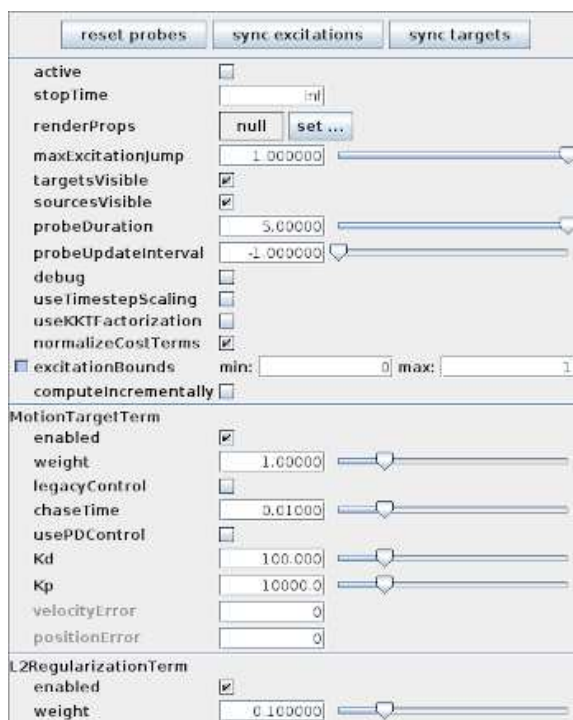 reset probes sync excitations sync targets
active
stopTime inf
renderProps null set ...
maxExcitationJump 1.000000
targetsVisible
sourcesVisible
probeDuration 5.00000
probeUpdateInterval -1.000000
debug
useTimestepScaling
useKKTFactorization
normalizeCostTerms
excitationBounds min: 0 max: 1
computeIncrementally
MotionTargetTerm
enabled
weight 1.00000
legacyControl
chaseTime 0.01000
usePDControl
Kd 100.000
Kp 10000.0
velocityError 0
positionError 0
L2RegularizationTerm
enabled
weight 0.100000